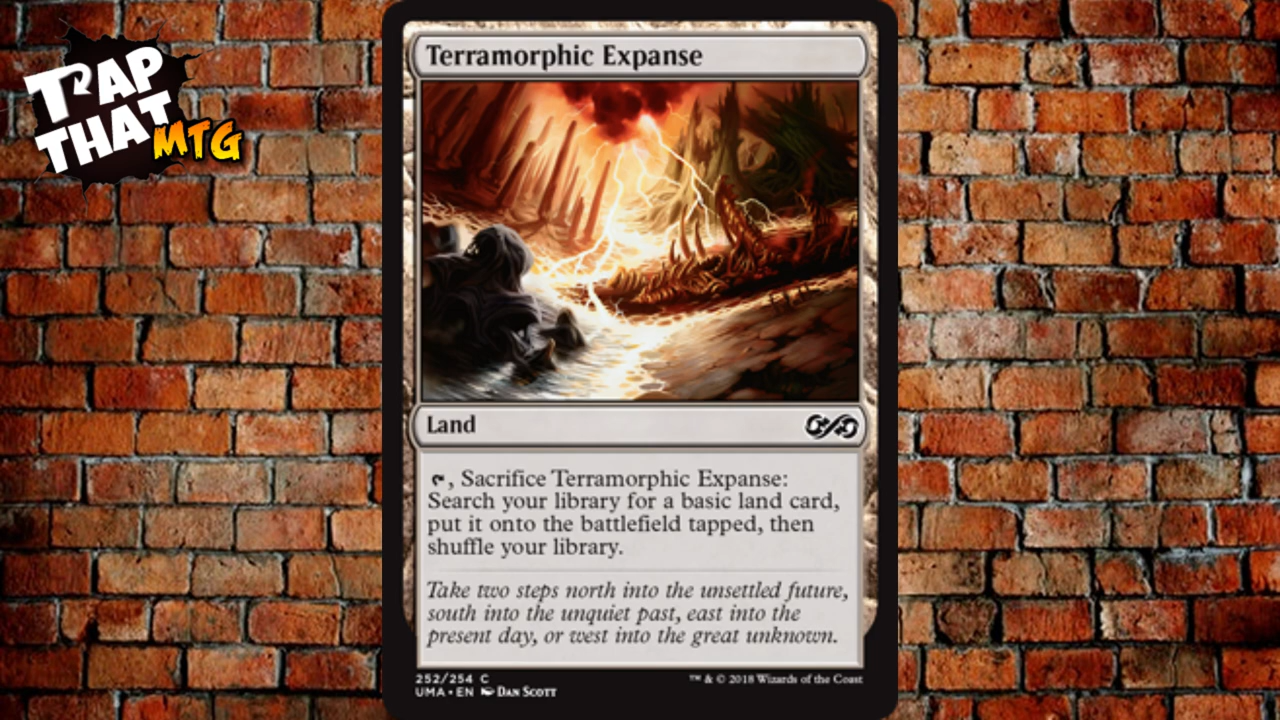 TRAP
THAT
MTG
Terramorphic Expanse
Land
, Sacrifice Terramorphic Expanse:
Search your library for a basic land card,
put it onto the battlefield tapped, then
shuffle your library.
Take two steps north into the unsettled future,
south into the unquiet past, east into the
present day, or west into the great unknown.
252/254 C
UMA • EN DAN SCOTT
™ & © 2018 Wizards of the Coast